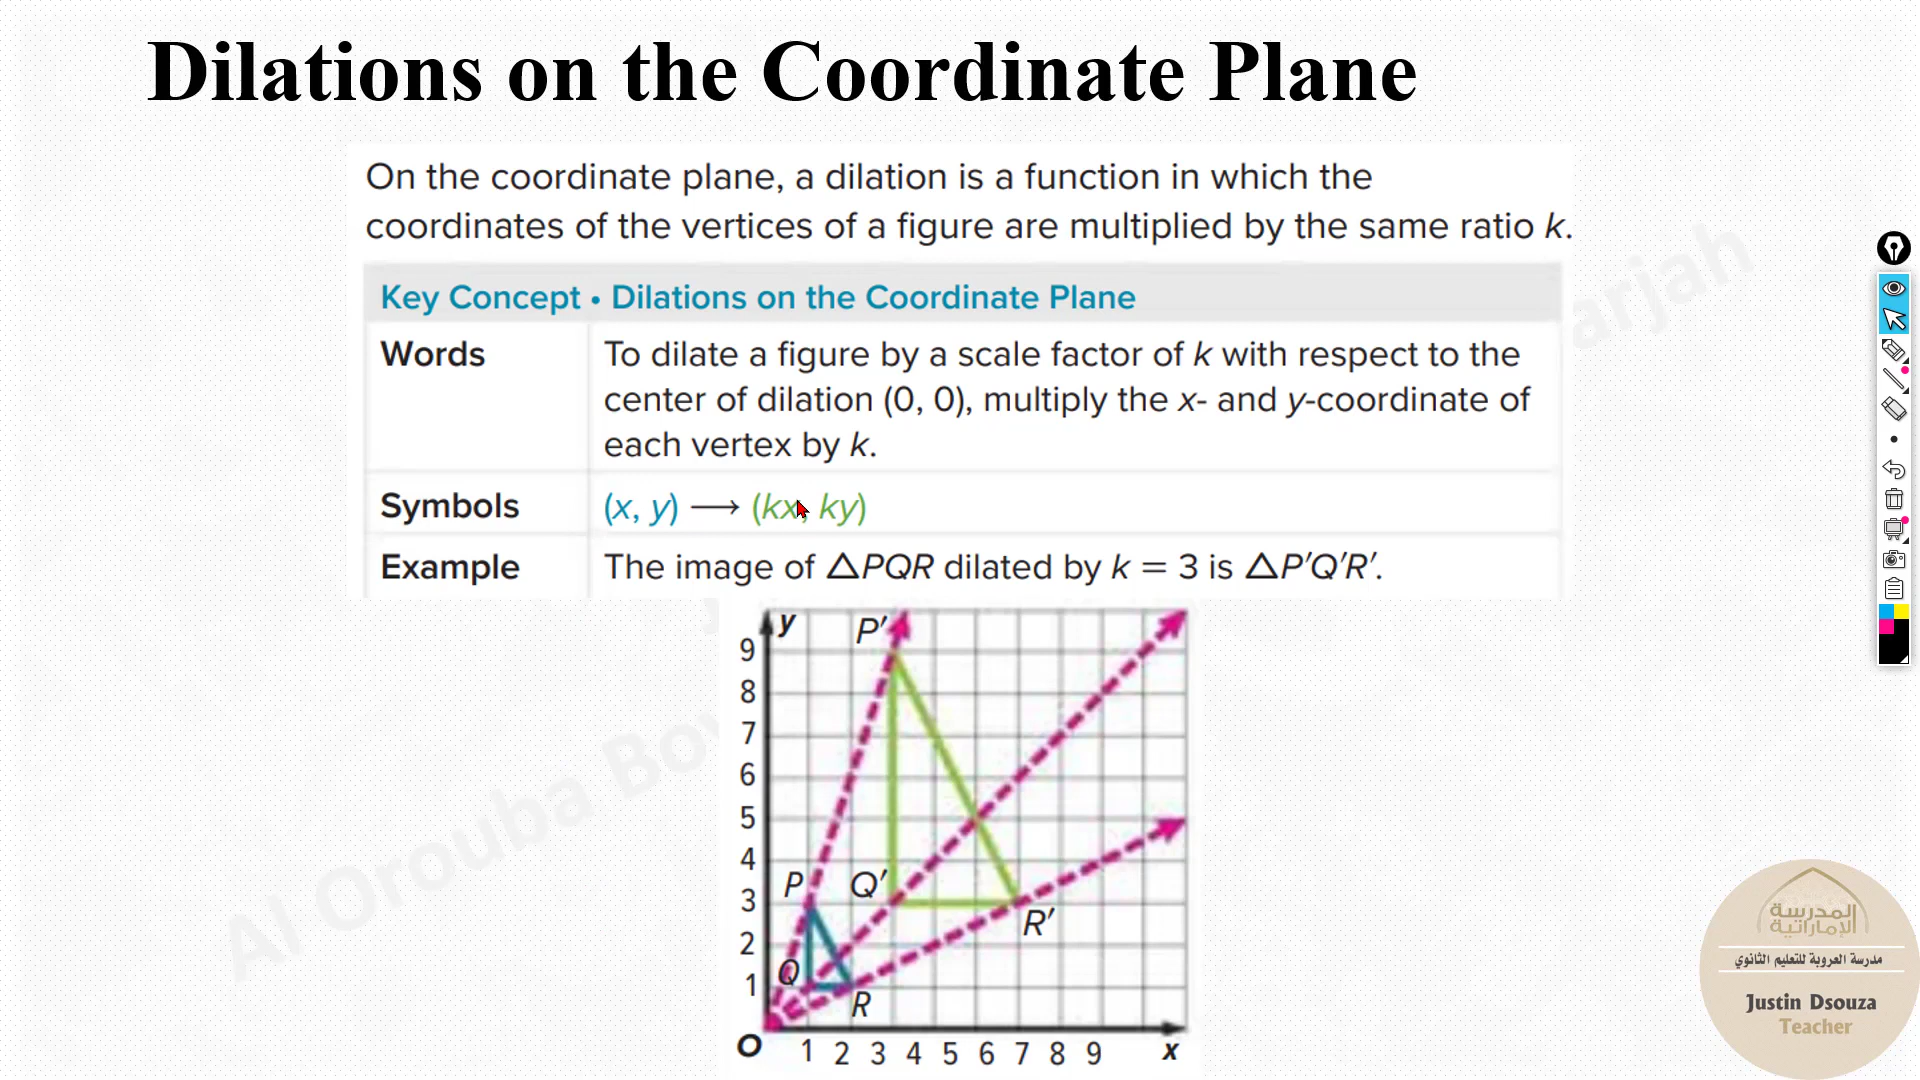 Dilations on the Coordinate Plane
On the coordinate plane, a dilation is a function in which the
coordinates of the vertices of a figure are multiplied by the same ratio k.
arjah
Key Concept • Dilations on the Coordinate Plane
Words
To dilate a figure by a scale factor of k with respect to the
center of dilation (0, 0), multiply the x- and y-coordinate of
each vertex by k.
Symbols
(x, y) ⟶ (kx, ky)
Example
The image of △PQR dilated by k = 3 is △P′Q′R′.
y
P′
9
8
7
6
5
4
P
Q′
3
R′
2
Q
1
R
O
1 2 3 4 5 6 7 8 9
x
Al Orouba Bo
المدرسة
الإماراتية
مدرسة العروبة للتعليم الثانوي
Justin Dsouza
Teacher